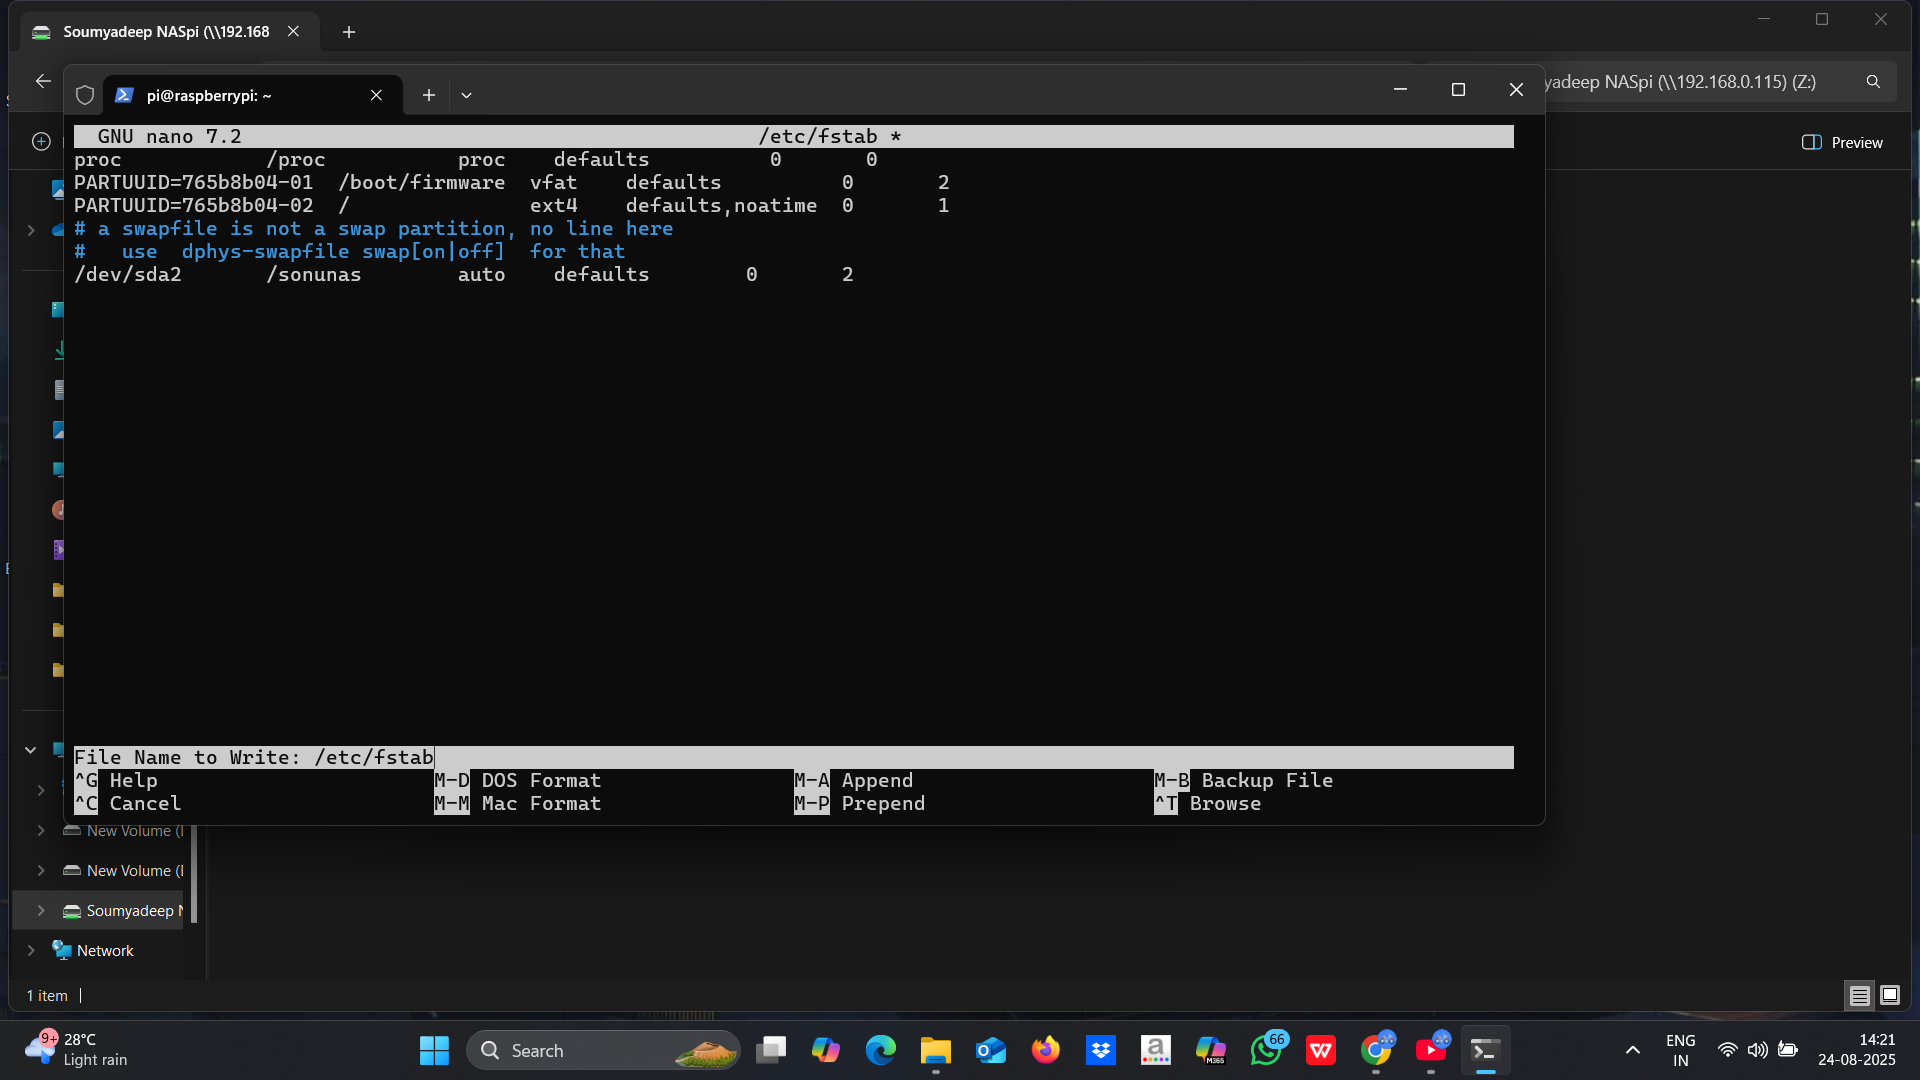 Soumyadeep NASpi (\\192.168
yadeep NASpi (\\192.168.0.115) (Z:)
pi@raspberrypi: ~
Preview
GNU nano 7.2 /etc/fstab *
proc /proc proc defaults 0 0
PARTUUID=765b8b04-01 /boot/firmware vfat defaults 0 2
PARTUUID=765b8b04-02 / ext4 defaults,noatime 0 1
# a swapfile is not a swap partition, no line here
# use dphys-swapfile swap[on|off] for that
/dev/sda2 /sonunas auto defaults 0 2
File Name to Write: /etc/fstab
^G Help M-D DOS Format M-A Append M-B Backup File
^C Cancel M-M Mac Format M-P Prepend ^T Browse
New Volume (
New Volume (
Soumyadeep
Network
1 item
9+
28°C
Light rain
Search
M365
66
ENG
IN
14:21
24-08-2025